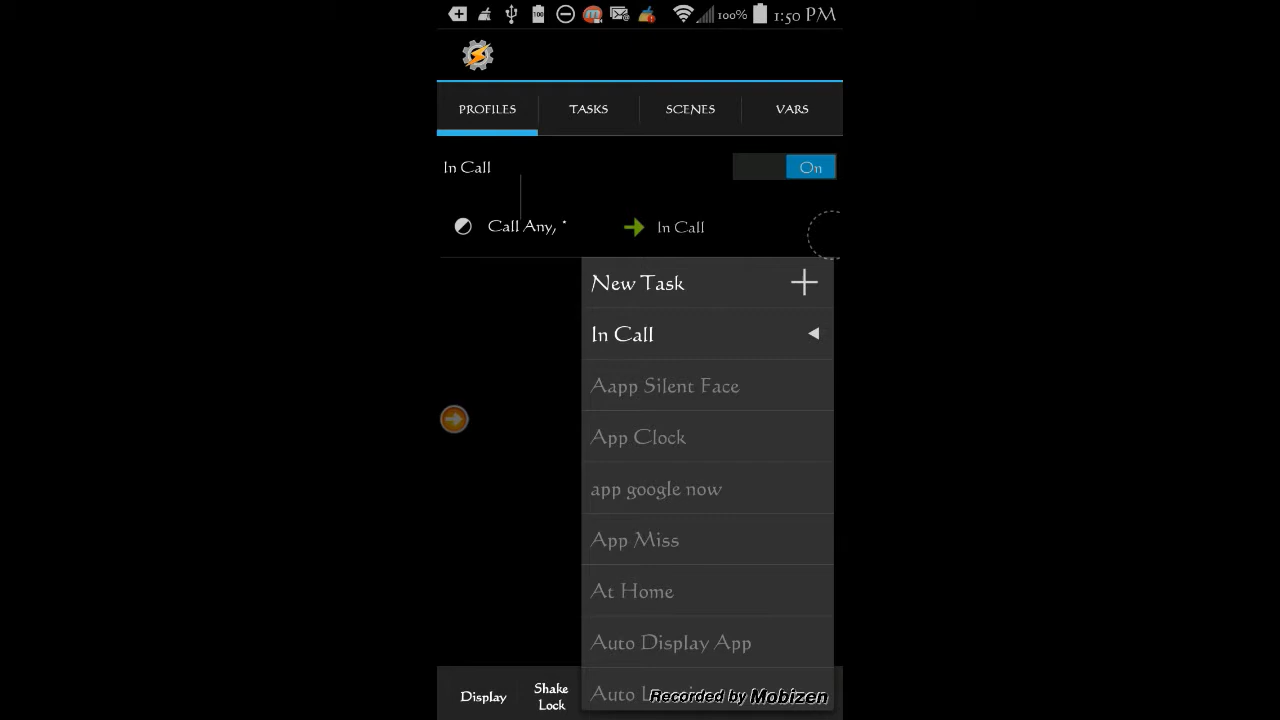 100 100% 1:50 PM
PROFILES TASKS SCENES VARS
In Call On
Call Any, * In Call
New Task
In Call
Aapp Silent Face
App Clock
app google now
App Miss
At Home
Auto Display App
Auto
Display
Shake
Lock
Recorded by Mobizen